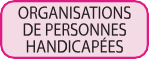 ORGANISATIONS
DE PERSONNES
HANDICAPÉES